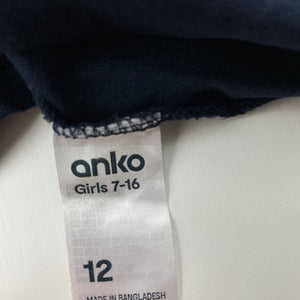 anko
Girls 7-16
12
MADE IN BANGLADESH